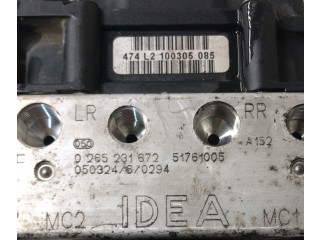 474 L2 100305 085
LR RR
A152
0 265 231 672 51761005
050324/6/0294
MC2 IDEA MC1